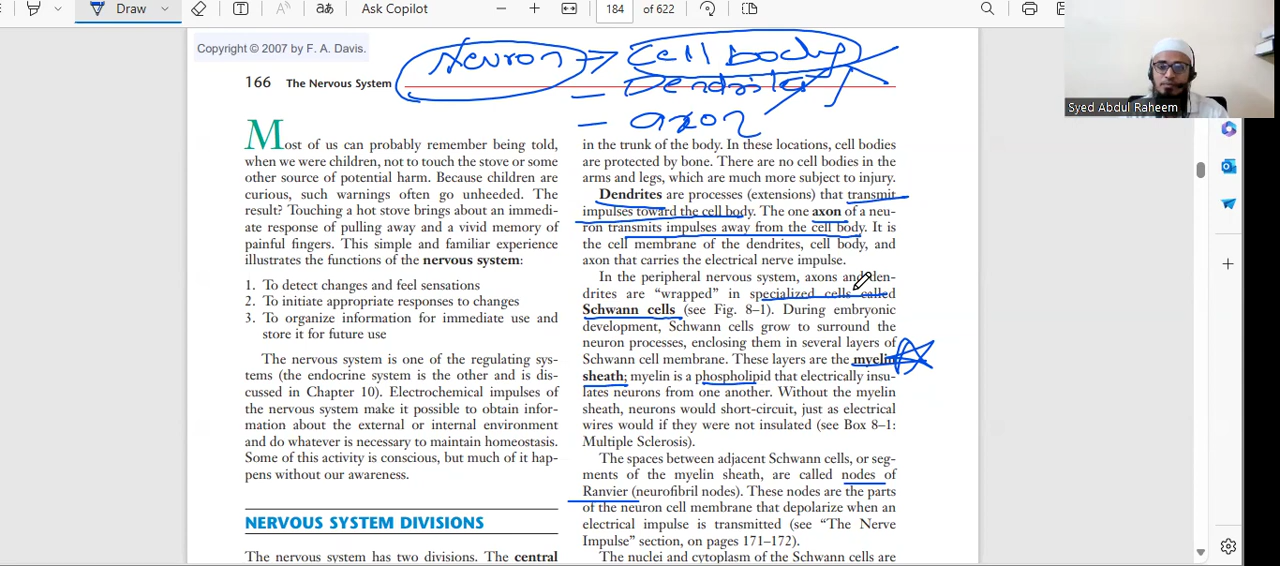 Draw
Ask Copilot
184 of 622
Syed Abdul Raheem
Copyright © 2007 by F. A. Davis.
166 The Nervous System
Neuron → Cell body
- Dendrites
- axon
Most of us can probably remember being told,
when we were children, not to touch the stove or some
other source of potential harm. Because children are
curious, such warnings often go unheeded. The
result? Touching a hot stove brings about an immedi-
ate response of pulling away and a vivid memory of
painful fingers. This simple and familiar experience
illustrates the functions of the nervous system:
1. To detect changes and feel sensations
2. To initiate appropriate responses to changes
3. To organize information for immediate use and
store it for future use
The nervous system is one of the regulating sys-
tems (the endocrine system is the other and is dis-
cussed in Chapter 10). Electrochemical impulses of
the nervous system make it possible to obtain infor-
mation about the external or internal environment
and do whatever is necessary to maintain homeostasis.
Some of this activity is conscious, but much of it hap-
pens without our awareness.
NERVOUS SYSTEM DIVISIONS
The nervous system has two divisions. The central
in the trunk of the body. In these locations, cell bodies
are protected by bone. There are no cell bodies in the
arms and legs, which are much more subject to injury.
Dendrites are processes (extensions) that transmit
impulses toward the cell body. The one axon of a neu-
ron transmits impulses away from the cell body. It is
the cell membrane of the dendrites, cell body, and
axon that carries the electrical nerve impulse.
In the peripheral nervous system, axons and den-
drites are “wrapped” in specialized cells called
Schwann cells (see Fig. 8–1). During embryonic
development, Schwann cells grow to surround the
neuron processes, enclosing them in several layers of
Schwann cell membrane. These layers are the myelin
sheath; myelin is a phospholipid that electrically insu-
lates neurons from one another. Without the myelin
sheath, neurons would short-circuit, just as electrical
wires would if they were not insulated (see Box 8–1:
Multiple Sclerosis).
The spaces between adjacent Schwann cells, or seg-
ments of the myelin sheath, are called nodes of
Ranvier (neurofibril nodes). These nodes are the parts
of the neuron cell membrane that depolarize when an
electrical impulse is transmitted (see “The Nerve
Impulse” section, on pages 171–172).
The nuclei and cytoplasm of the Schwann cells are